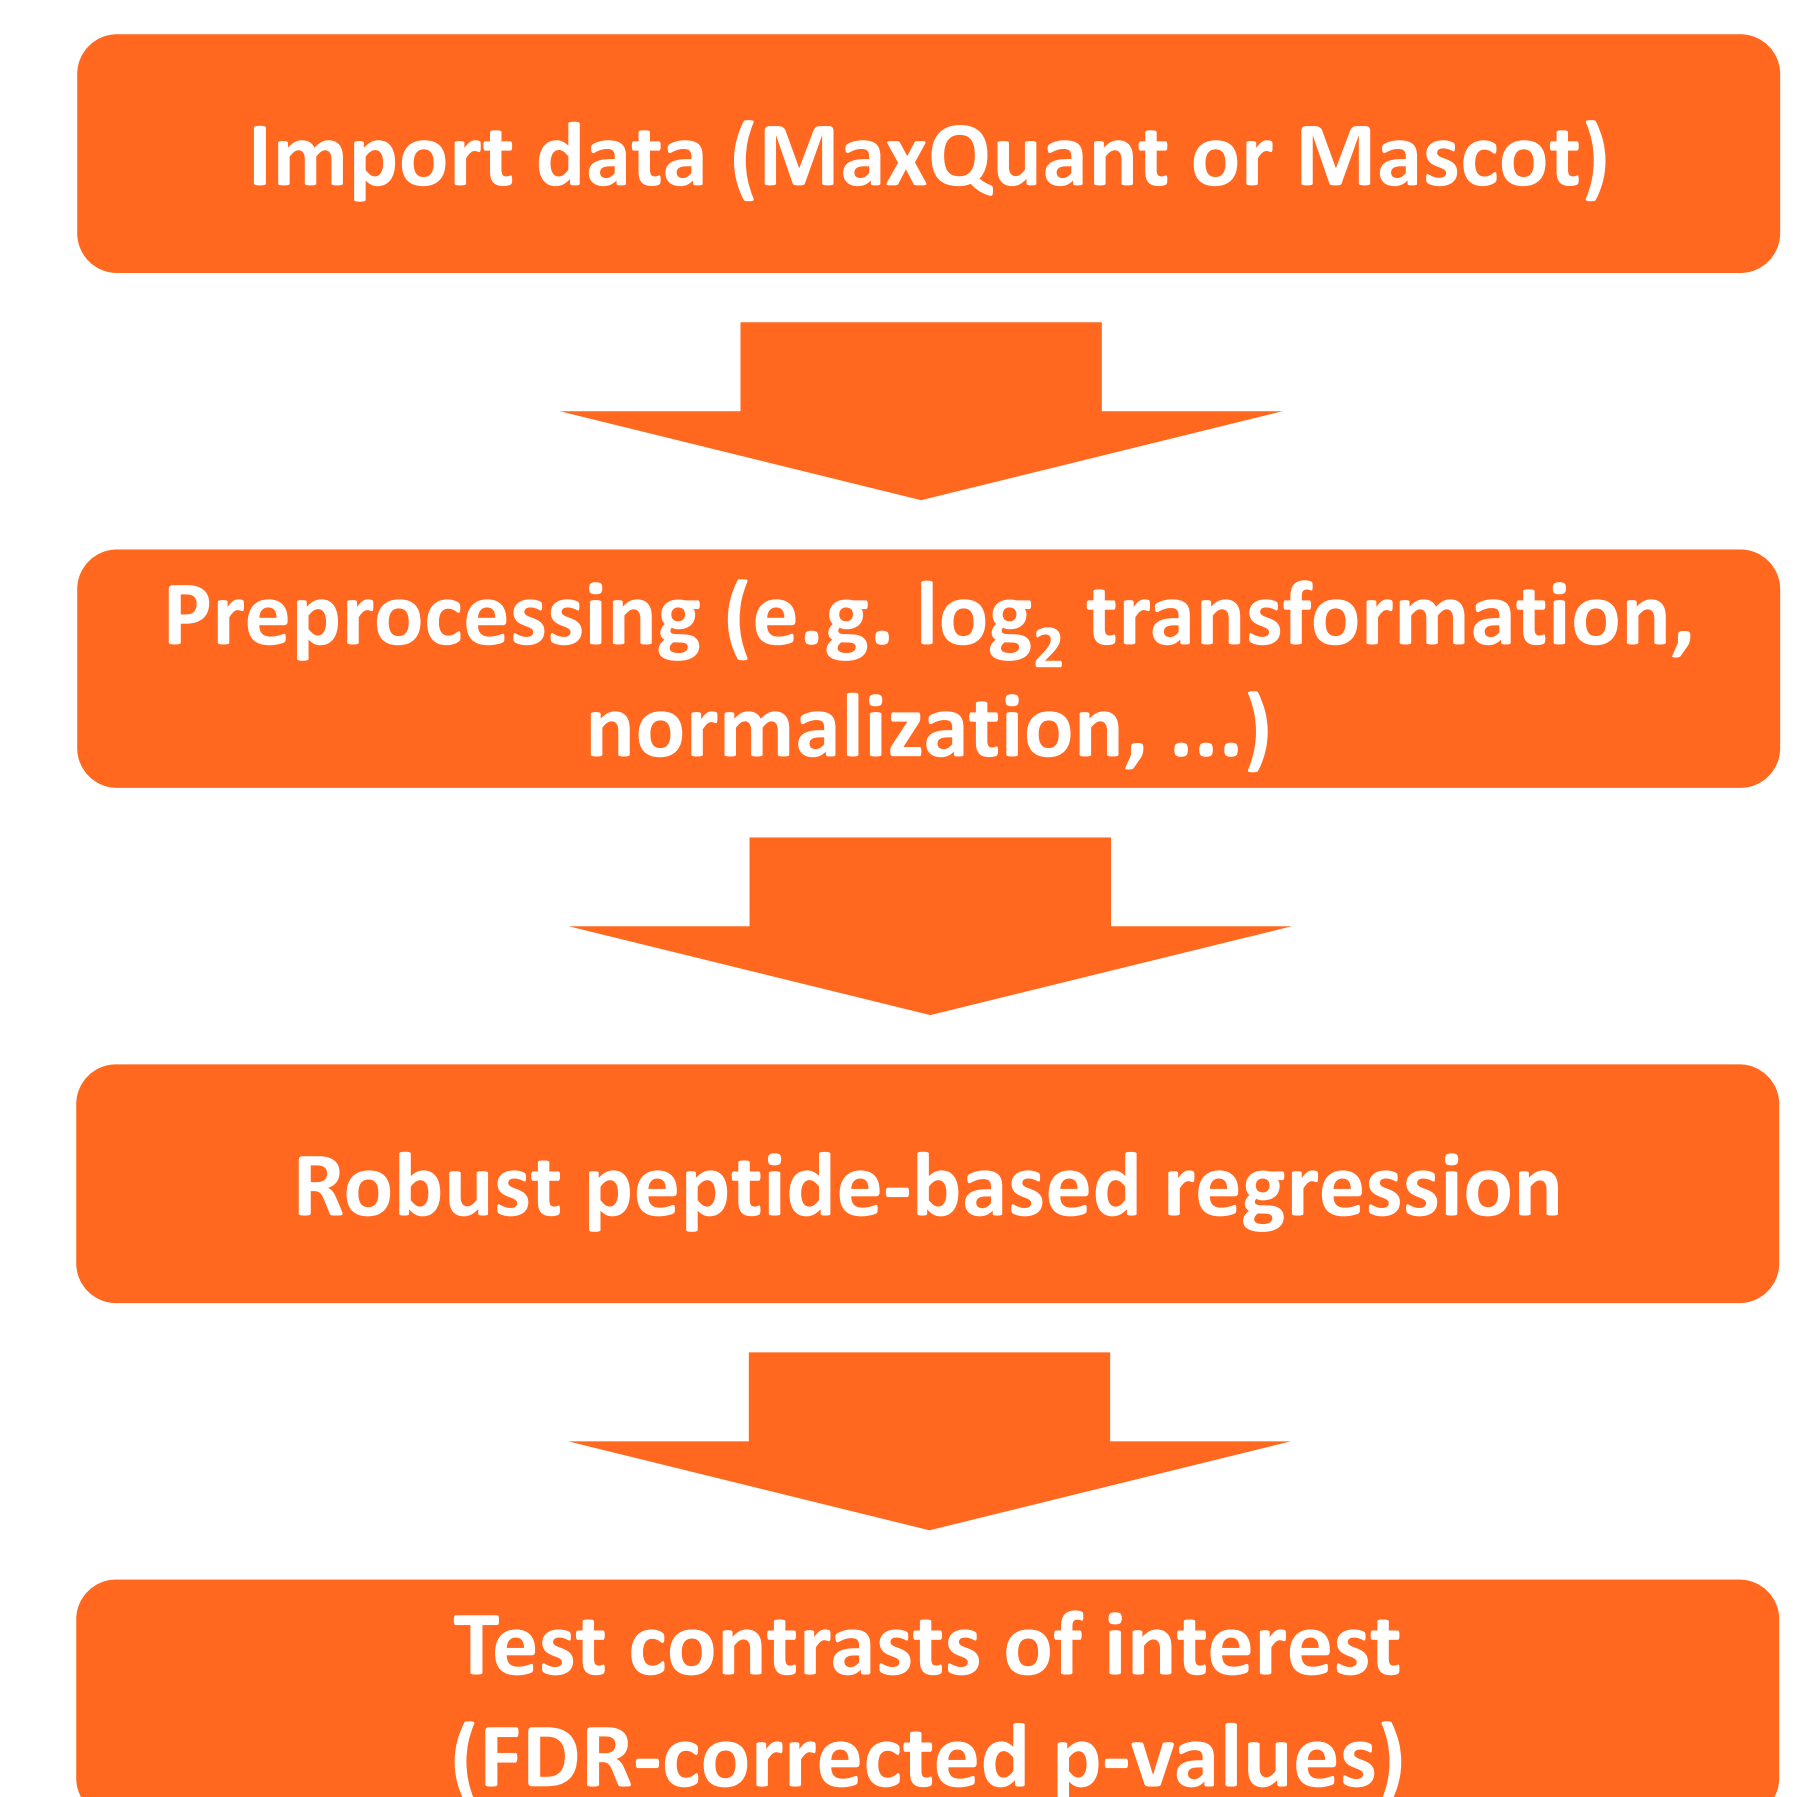 Import data (MaxQuant or Mascot)
Preprocessing (e.g. log₂ transformation,
normalization, ...)
Robust peptide-based regression
Test contrasts of interest
(FDR-corrected p-values)